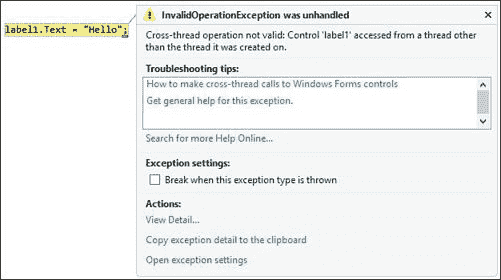 label1.Text = "Hello";
InvalidOperationException was unhandled
Cross-thread operation not valid: Control 'label1' accessed from a thread other
than the thread it was created on.
Troubleshooting tips:
How to make cross-thread calls to Windows Forms controls
Get general help for this exception.
Search for more Help Online...
Exception settings:
Break when this exception type is thrown
Actions:
View Detail...
Copy exception detail to the clipboard
Open exception settings